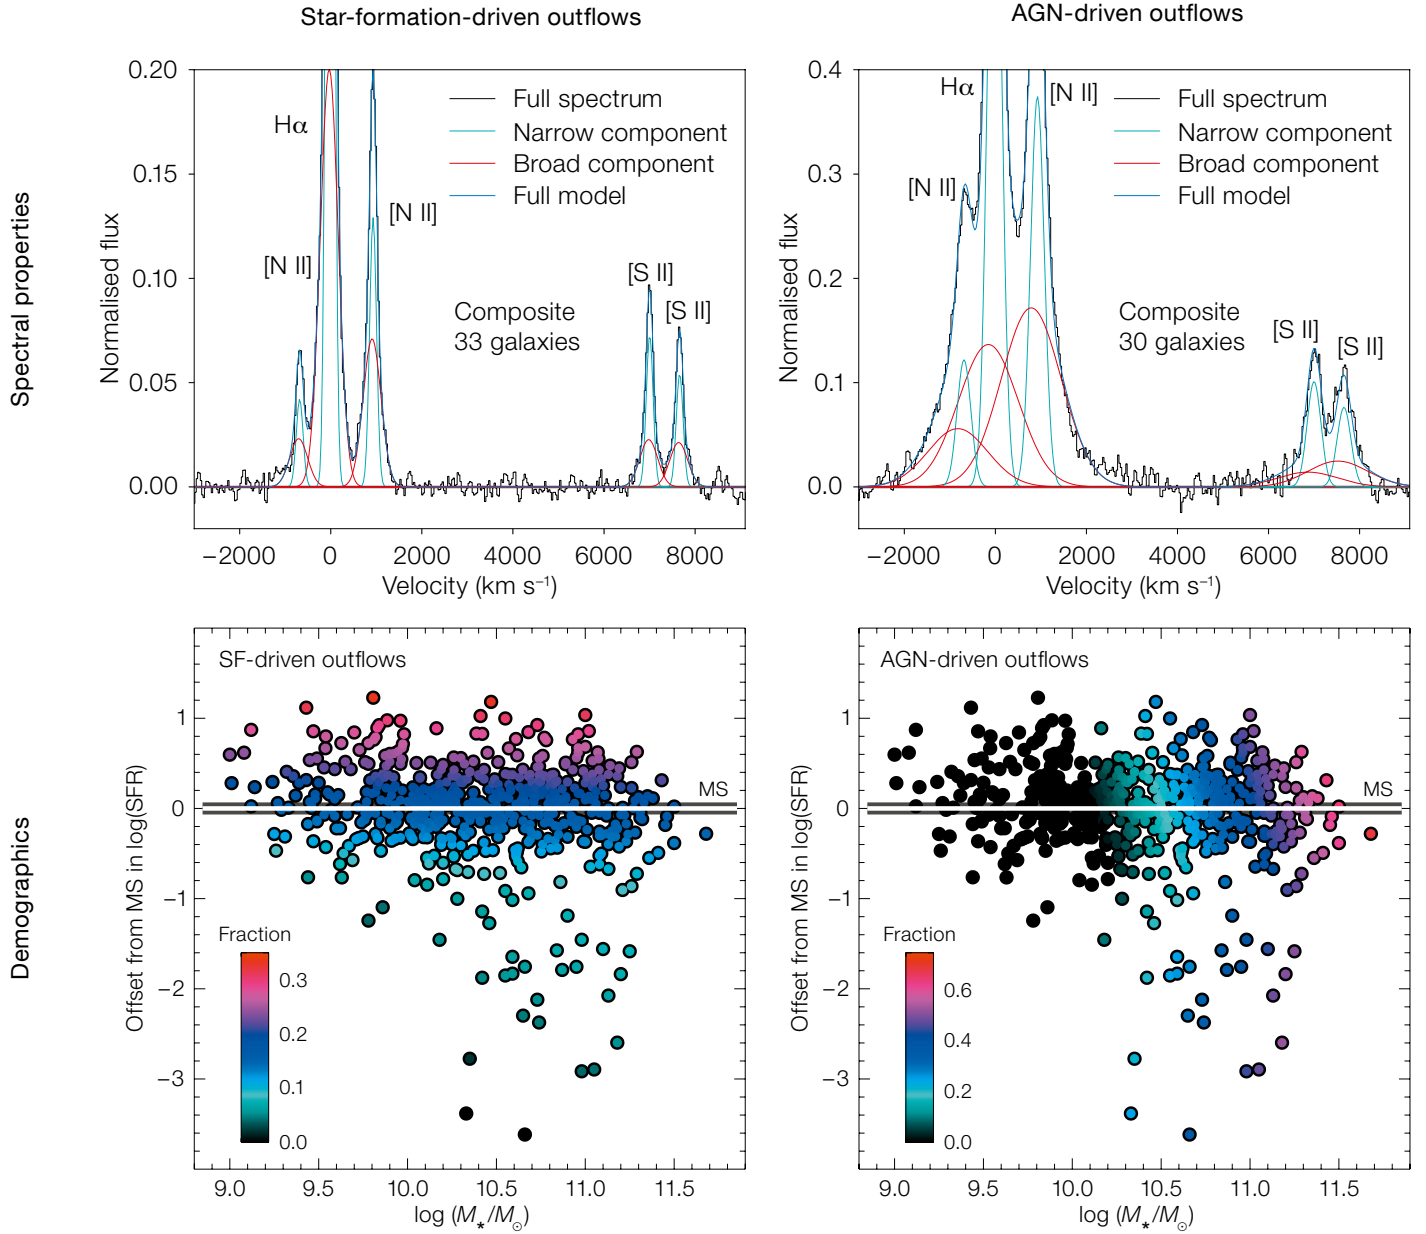 Star-formation-driven outflows
AGN-driven outflows
Spectral properties
Normalised flux
0.20
0.15
0.10
0.05
0.00
Hα
[N II]
[N II]
[S II]
[S II]
Full spectrum
Narrow component
Broad component
Full model
Composite
33 galaxies
−2000 0 2000 4000 6000 8000
Velocity (km s⁻¹)
Normalised flux
0.4
0.3
0.2
0.1
0.0
Hα
[N II]
[N II]
[S II]
[S II]
Full spectrum
Narrow component
Broad component
Full model
Composite
30 galaxies
−2000 0 2000 4000 6000 8000
Velocity (km s⁻¹)
Demographics
Offset from MS in log(SFR)
1
0
−1
−2
−3
SF-driven outflows
MS
Fraction
0.3
0.2
0.1
0.0
9.0 9.5 10.0 10.5 11.0 11.5
log (M★/M☉)
Offset from MS in log(SFR)
1
0
−1
−2
−3
AGN-driven outflows
MS
Fraction
0.6
0.4
0.2
0.0
9.0 9.5 10.0 10.5 11.0 11.5
log (M★/M☉)